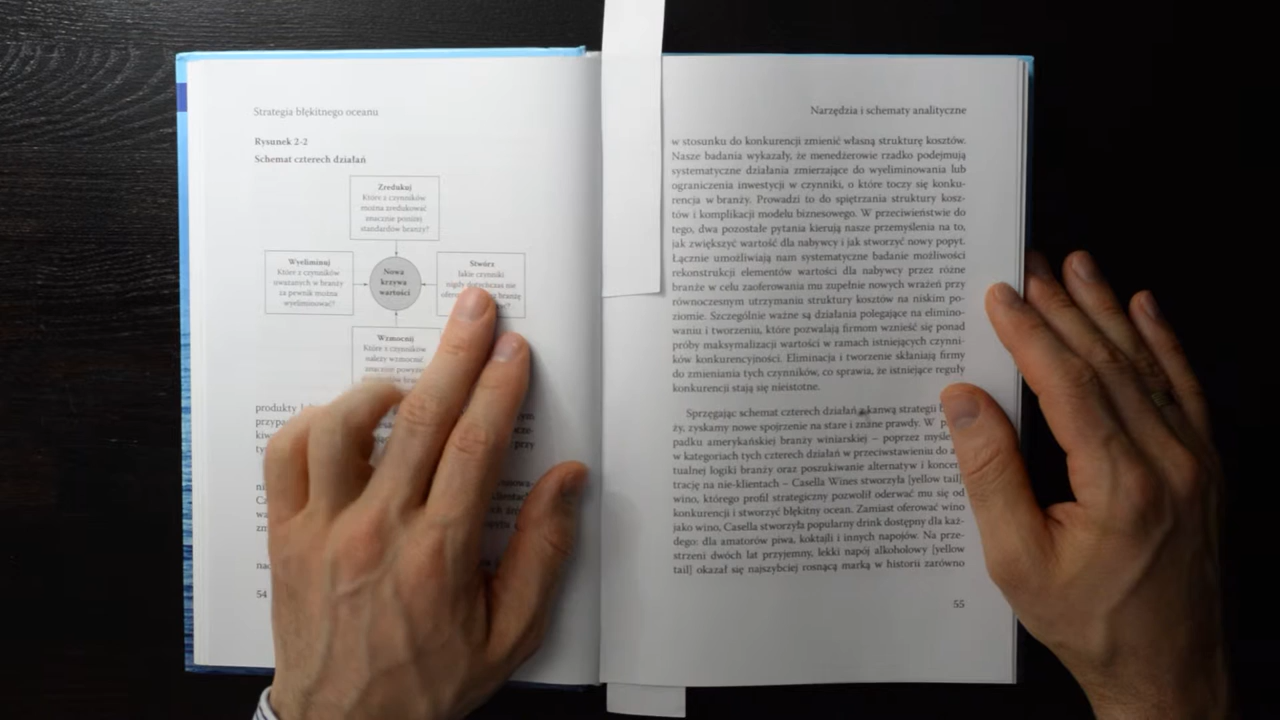 Strategia błękitnego oceanu
Rysunek 2-2
Schemat czterech działań
Zredukuj
Które z czynników
można zredukować
znacznie poniżej
standardów branży?
Wyeliminuj
Które z czynników
uważanych w branży
za pewnik można
wyeliminować?
Nowa
krzywa
wartości
Stwórz
Jakie czynniki
nigdy dotychczas nie
Wzmocnij
Które z czynników
należy wzmocnić
znacznie
produkty
54
Narzędzia i schematy analityczne
w stosunku do konkurencji zmienić własną strukturę kosztów.
Nasze badania wykazały, że menedżerowie rzadko podejmują
systematyczne działania zmierzające do wyeliminowania lub
ograniczenia inwestycji w czynniki, o które toczy się konku-
rencja w branży. Prowadzi to do spiętrzania struktury kosz-
tów i komplikacji modelu biznesowego. W przeciwieństwie do
tego, dwa pozostałe pytania kierują nasze przemyślenia na to,
jak zwiększyć wartość dla nabywcy i jak stworzyć nowy popyt.
Łącznie umożliwiają nam systematyczne badanie możliwości
rekonstrukcji elementów wartości dla nabywcy przez różne
branże w celu zaoferowania mu zupełnie nowych wrażeń przy
równoczesnym utrzymaniu struktury kosztów na niskim po-
ziomie. Szczególnie ważne są działania polegające na elimino-
waniu i tworzeniu, które pozwalają firmom wznieść się ponad
próby maksymalizacji wartości w ramach istniejących czynni-
ków konkurencyjności. Eliminacja i tworzenie skłaniają firmy
do zmieniania tych czynników, co sprawia, że istniejące reguły
konkurencji stają się nieistotne.
Sprzęgając schemat czterech działań z kanwą strategii
ży, zyskamy nowe spojrzenie na stare i znane prawdy. W
padku amerykańskiej branży winiarskiej – poprzez
w kategoriach tych czterech działań w przeciwstawieniu do
tualnej logiki branży oraz poszukiwanie alternatyw i koncen-
trację na nie-klientach – Casella Wines stworzyła [yellow tail]
wino, którego profil strategiczny pozwolił oderwać mu się od
konkurencji i stworzyć błękitny ocean. Zamiast oferować wino
jako wino, Casella stworzyła popularny drink dostępny dla każ-
dego: dla amatorów piwa, koktajli i innych napojów. Na prze-
strzeni dwóch lat przyjemny, lekki napój alkoholowy [yellow
tail] okazał się najszybciej rosnącą marką w historii zarówno
55